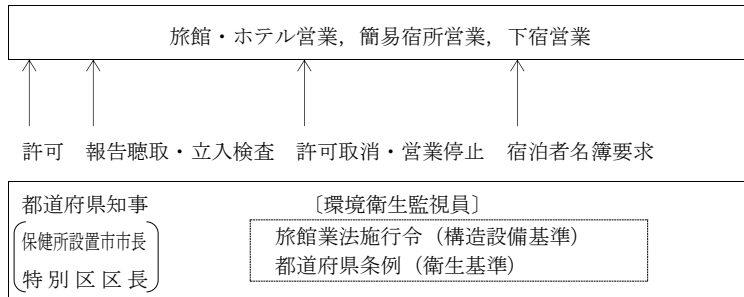 旅館・ホテル営業，簡易宿所営業，下宿営業
許可　報告聴取・立入検査　許可取消・営業停止　宿泊者名簿要求
都道府県知事　〔環境衛生監視員〕
保健所設置市市長　旅館業法施行令（構造設備基準）
特別区区長　都道府県条例（衛生基準）